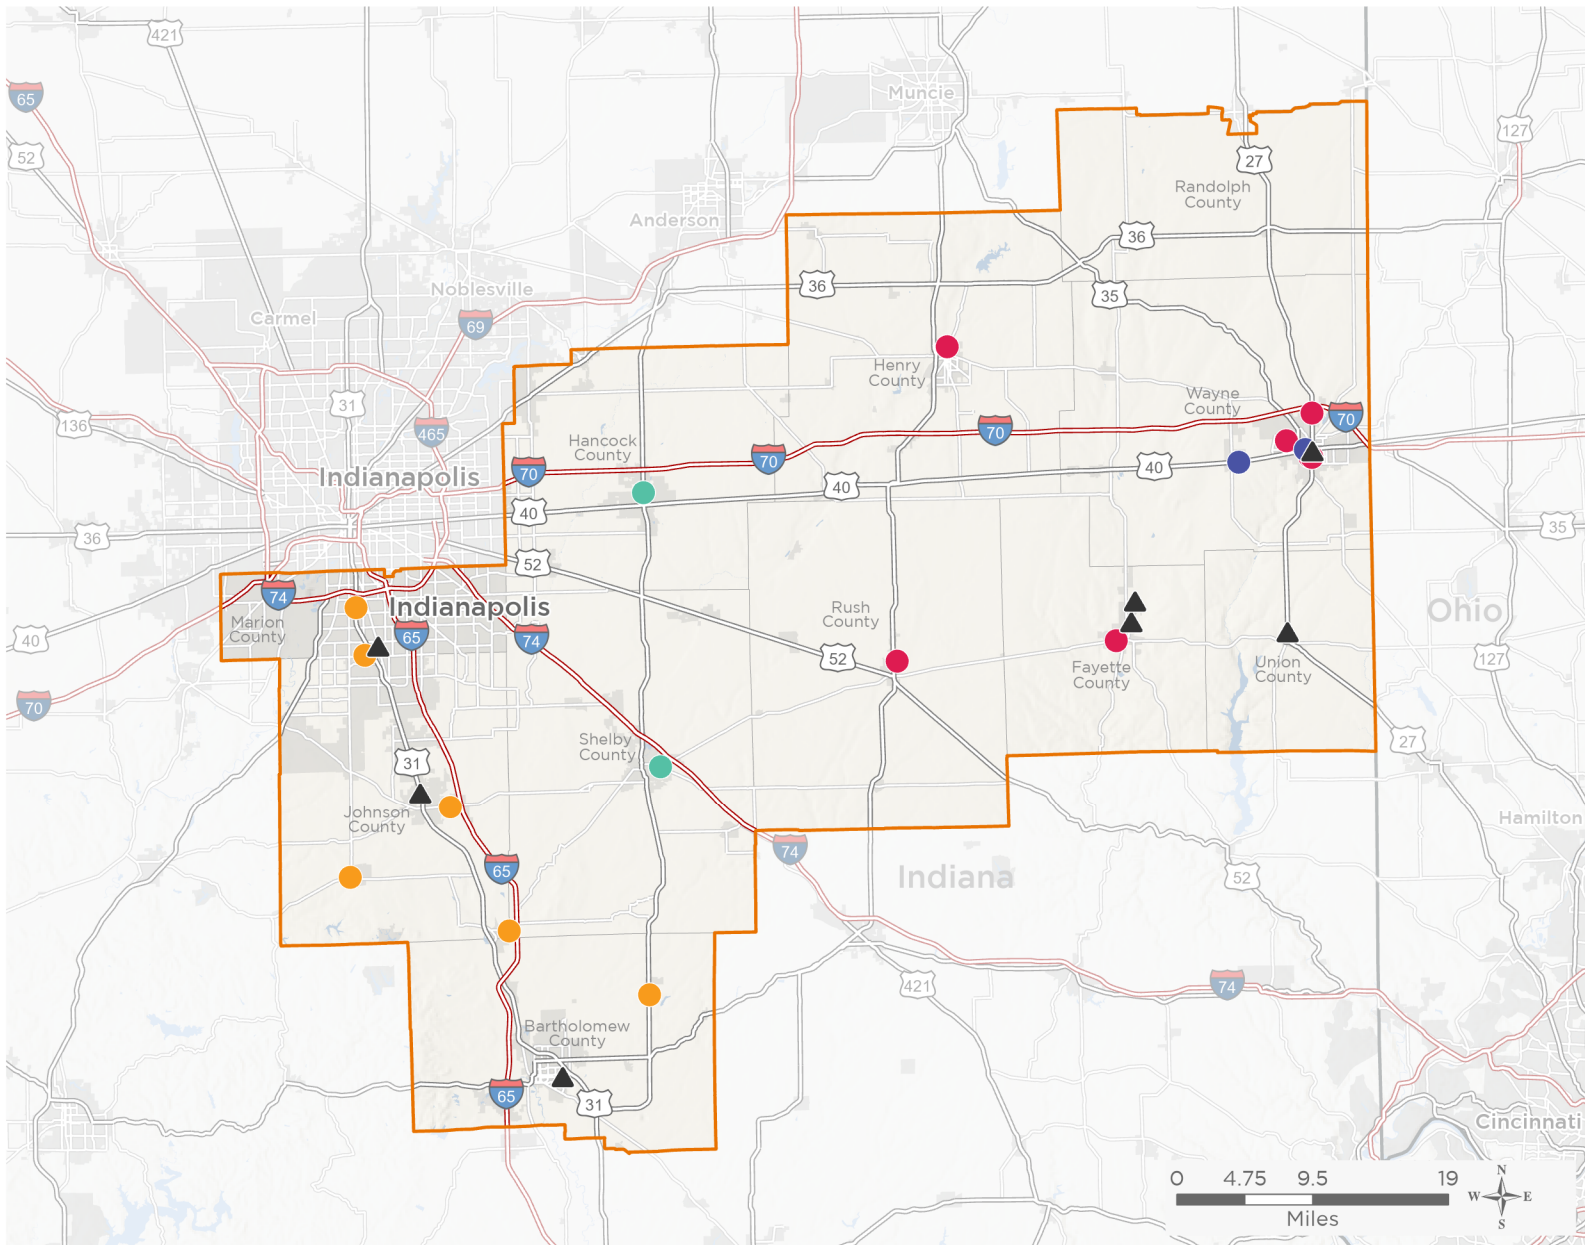 421
65
Muncie
127
52
27
Randolph
County
Anderson
36
36
Noblesville
35
Carmel
69
Henry
County
Wayne
County
31
70
136
465
70
Hancock
County
70
Indianapolis
70
40
40
40
36
35
52
74
Indianapolis
Rush
County
Ohio
Marion
County
65
74
40
52
127
Union
County
Fayette
County
70
Shelby
County
27
31
Johnson
County
Hamilton
74
65
Indiana
52
421
74
Bartholomew
County
65
31
Cincinnati
0 4.75 9.5 19
Miles
N
W E
S